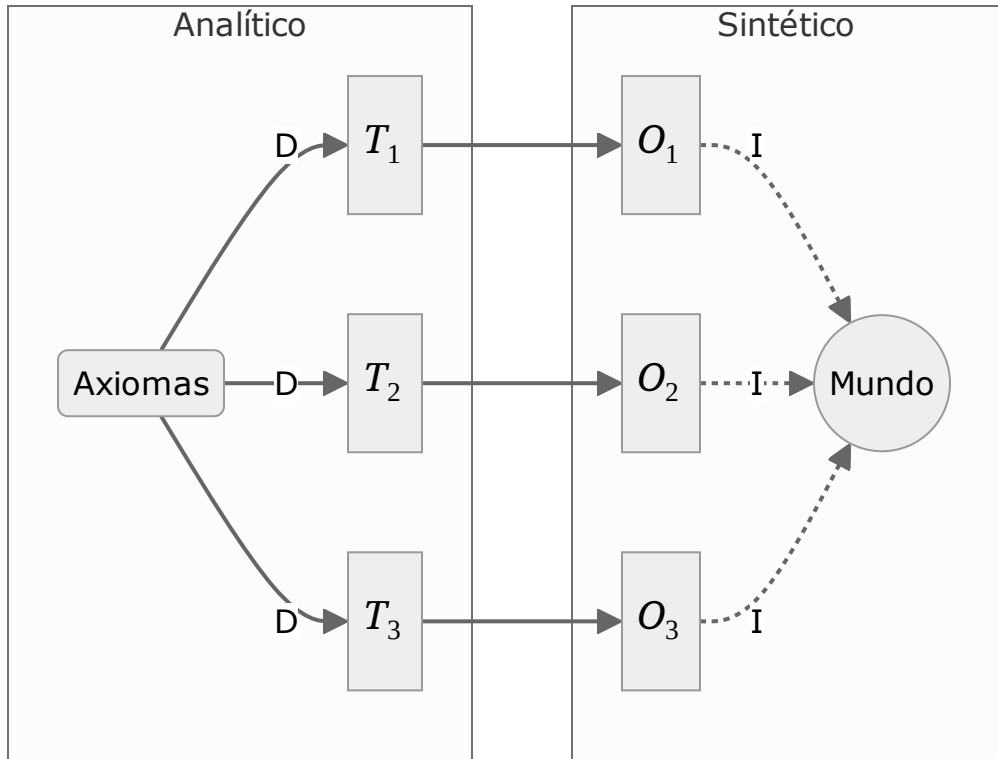 Analítico
Sintético
D
T₁
O₁
I
Axiomas
D
T₂
O₂
I
Mundo
D
T₃
O₃
I